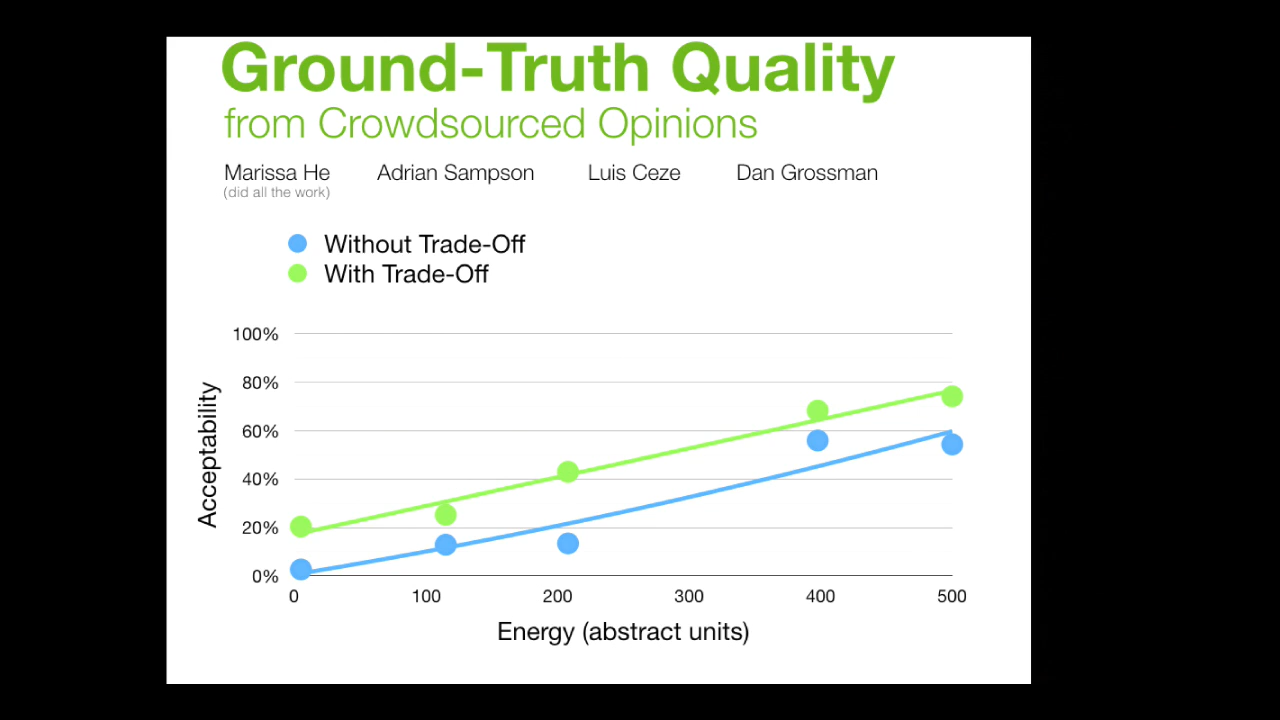 Ground-Truth Quality
from Crowdsourced Opinions
Marissa He Adrian Sampson Luis Ceze Dan Grossman
(did all the work)
Without Trade-Off
With Trade-Off
100%
80%
60%
40%
20%
0%
Acceptability
0 100 200 300 400 500
Energy (abstract units)